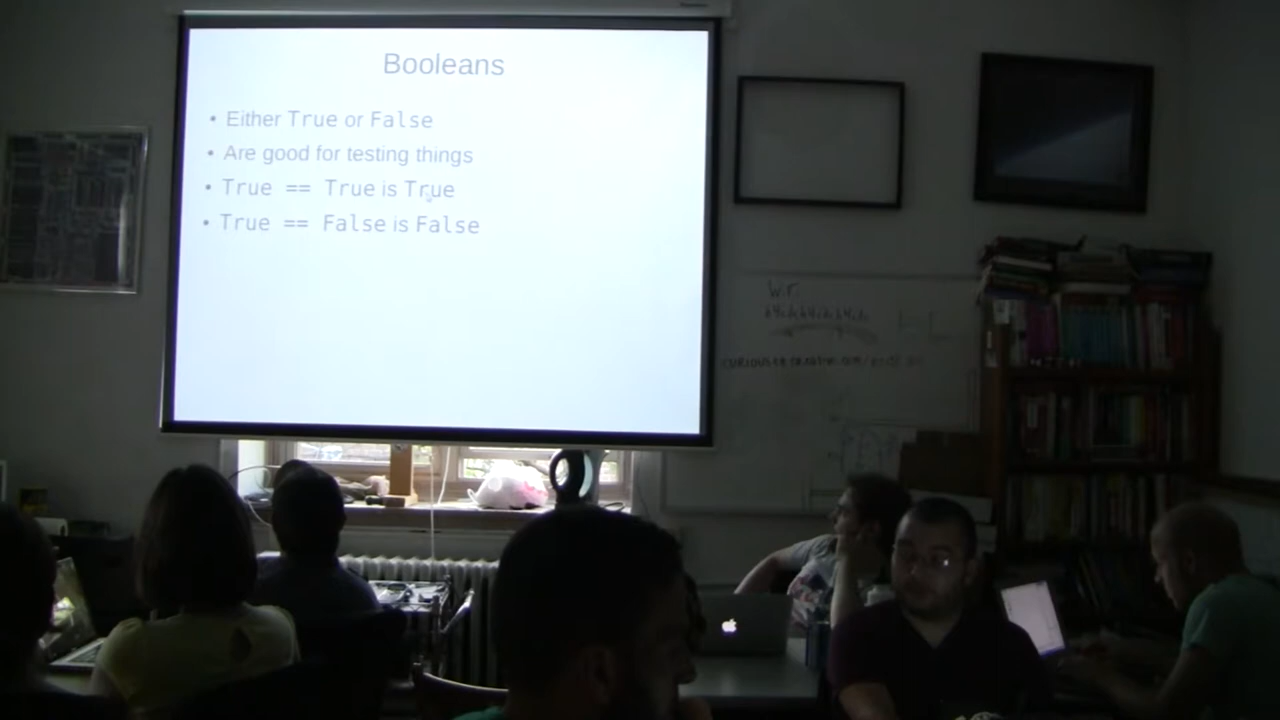 Booleans
• Either True or False
• Are good for testing things
• True == True is True
• True == False is False
W.F.